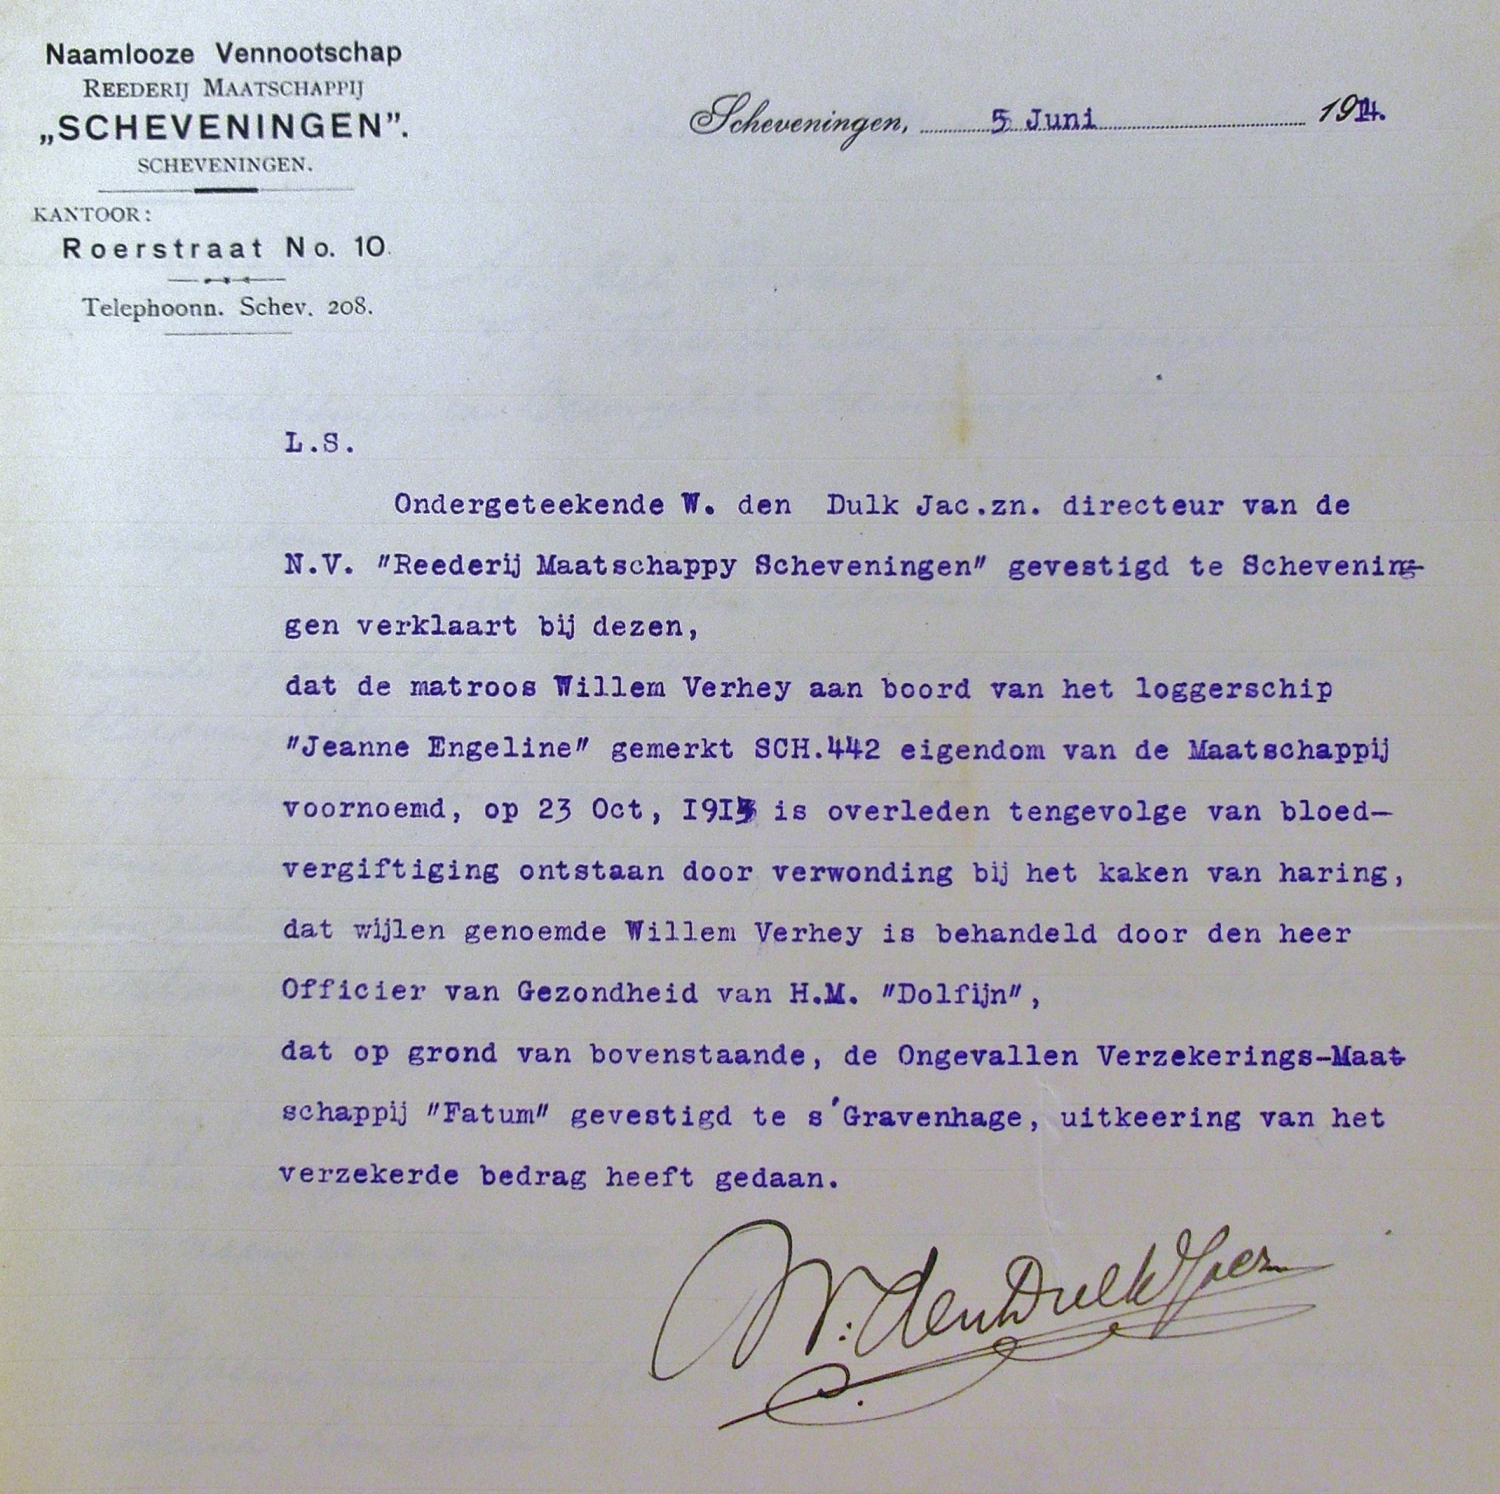 Naamlooze Vennootschap
REEDERIJ MAATSCHAPPIJ
„SCHEVENINGEN”.
SCHEVENINGEN.
KANTOOR:
Roerstraat No. 10.
Telephoonn. Schev. 208.
Scheveningen, 5 Juni 1914.
L.S.
Ondergeteekende W. den Dulk Jac.zn. directeur van de
N.V. "Reederij Maatschappy Scheveningen" gevestigd te Schevenin-
gen verklaart bij dezen,
dat de matroos Willem Verhey aan boord van het loggerschip
"Jeanne Engeline" gemerkt SCH.442 eigendom van de Maatschappij
voornoemd, op 23 Oct, is overleden tengevolge van bloed-
vergiftiging ontstaan door verwonding bij het kaken van haring,
dat wijlen genoemde Willem Verhey is behandeld door den heer
Officier van Gezondheid van H.M. "Dolfijn",
dat op grond van bovenstaande, de Ongevallen Verzekerings-Maat-
schappij "Fatum" gevestigd te s'Gravenhage, uitkeering van het
verzekerde bedrag heeft gedaan.
W. den Dulk Jaczn